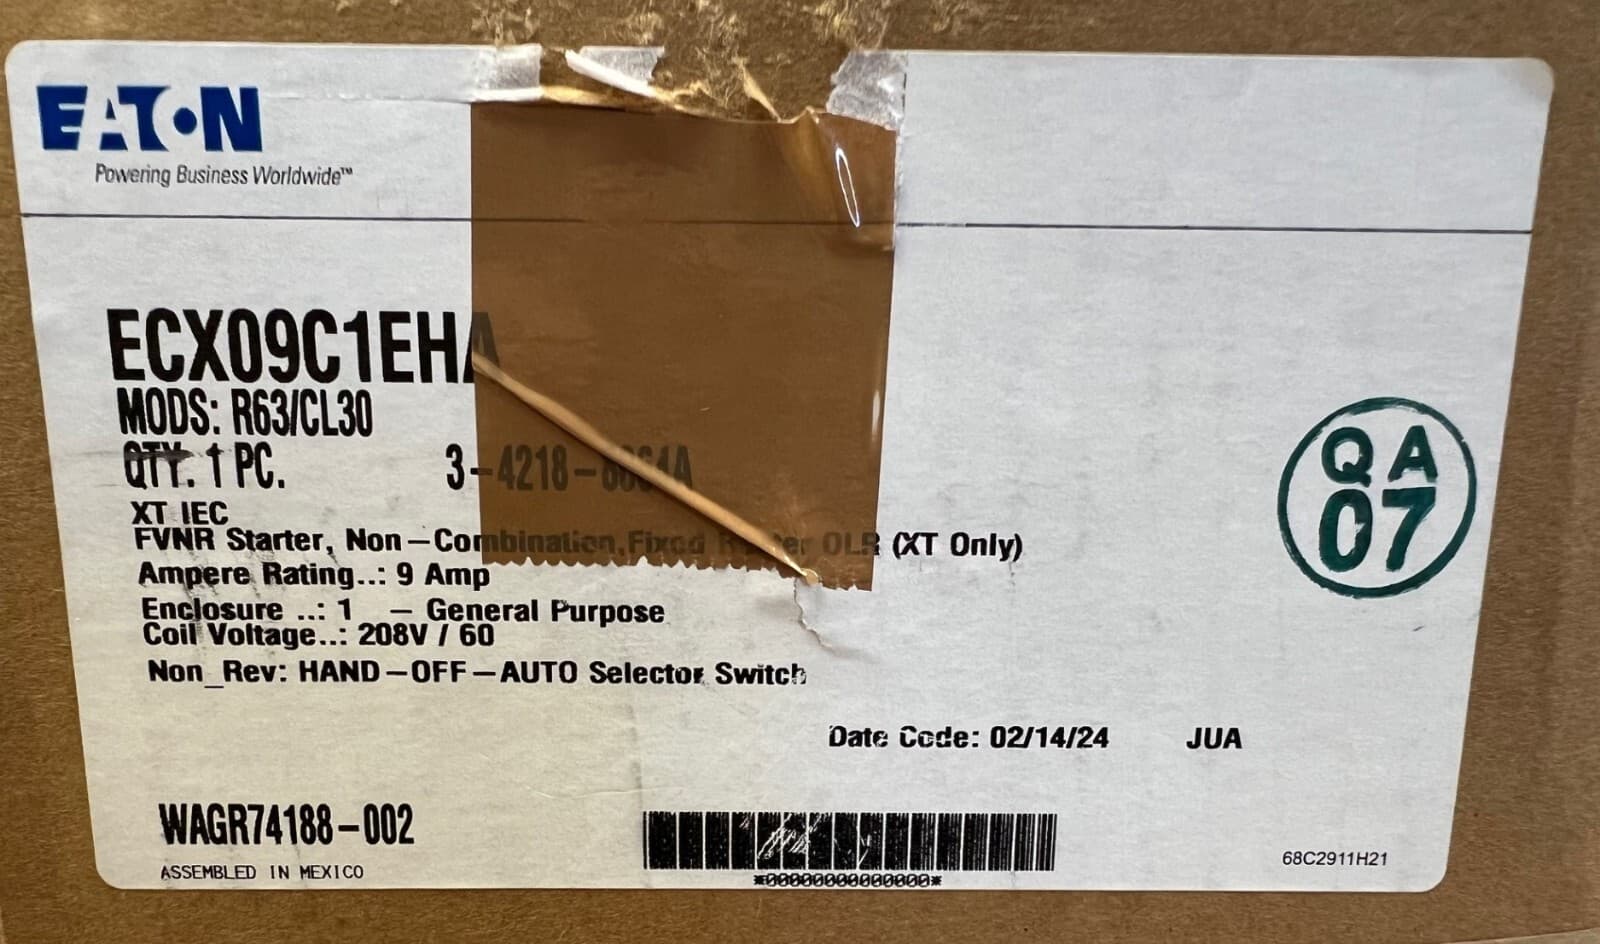 EATON
Powering Business Worldwide™
ECX09C1EHA
MODS: R63/CL30
QTY. 1 PC.
XT IEC
FVNR Starter, Non-Combination,Fixed OLR (XT Only)
Ampere Rating..: 9 Amp
Enclosure ..: 1 - General Purpose
Coil Voltage..: 208V / 60
Non_Rev: HAND-OFF-AUTO Selector Switch
QA
07
Date Code: 02/14/24 JUA
WAGR74188-002
ASSEMBLED IN MEXICO
*00000000000000*
68C2911H21